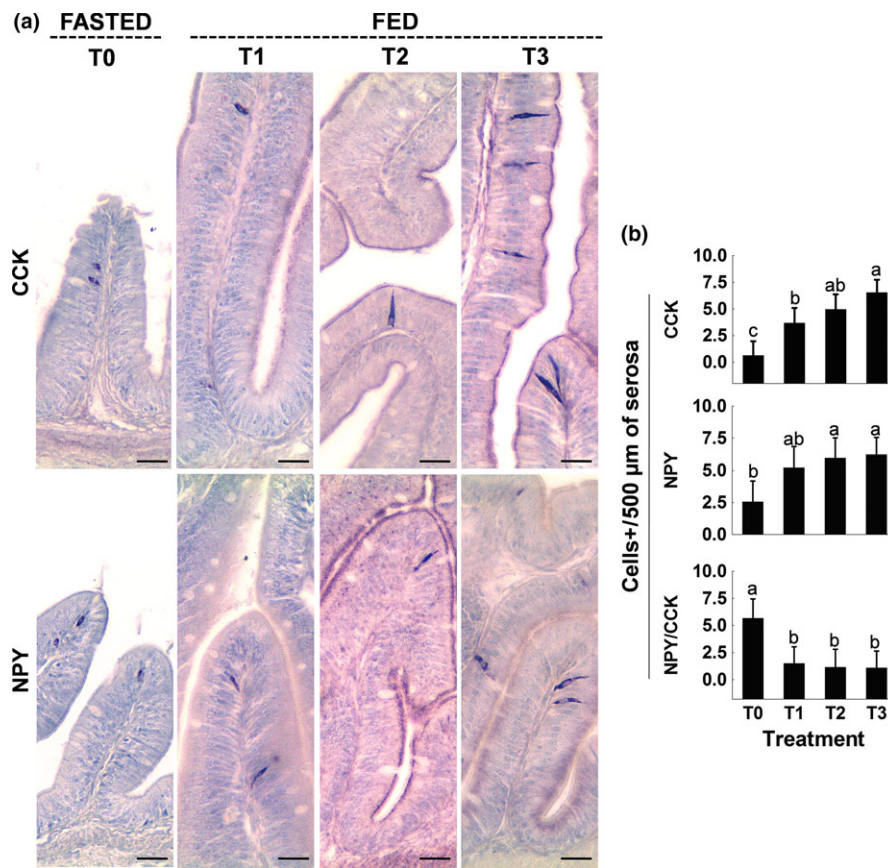 (a) FASTED FED
T0 T1 T2 T3
CCK
NPY
(b)
Cells+/500 μm of serosa
CCK
10.0
7.5
5.0
2.5
0.0
c b ab a
NPY
10.0
7.5
5.0
2.5
0.0
b ab a a
NPY/CCK
10.0
7.5
5.0
2.5
0.0
a b b b
T0 T1 T2 T3
Treatment